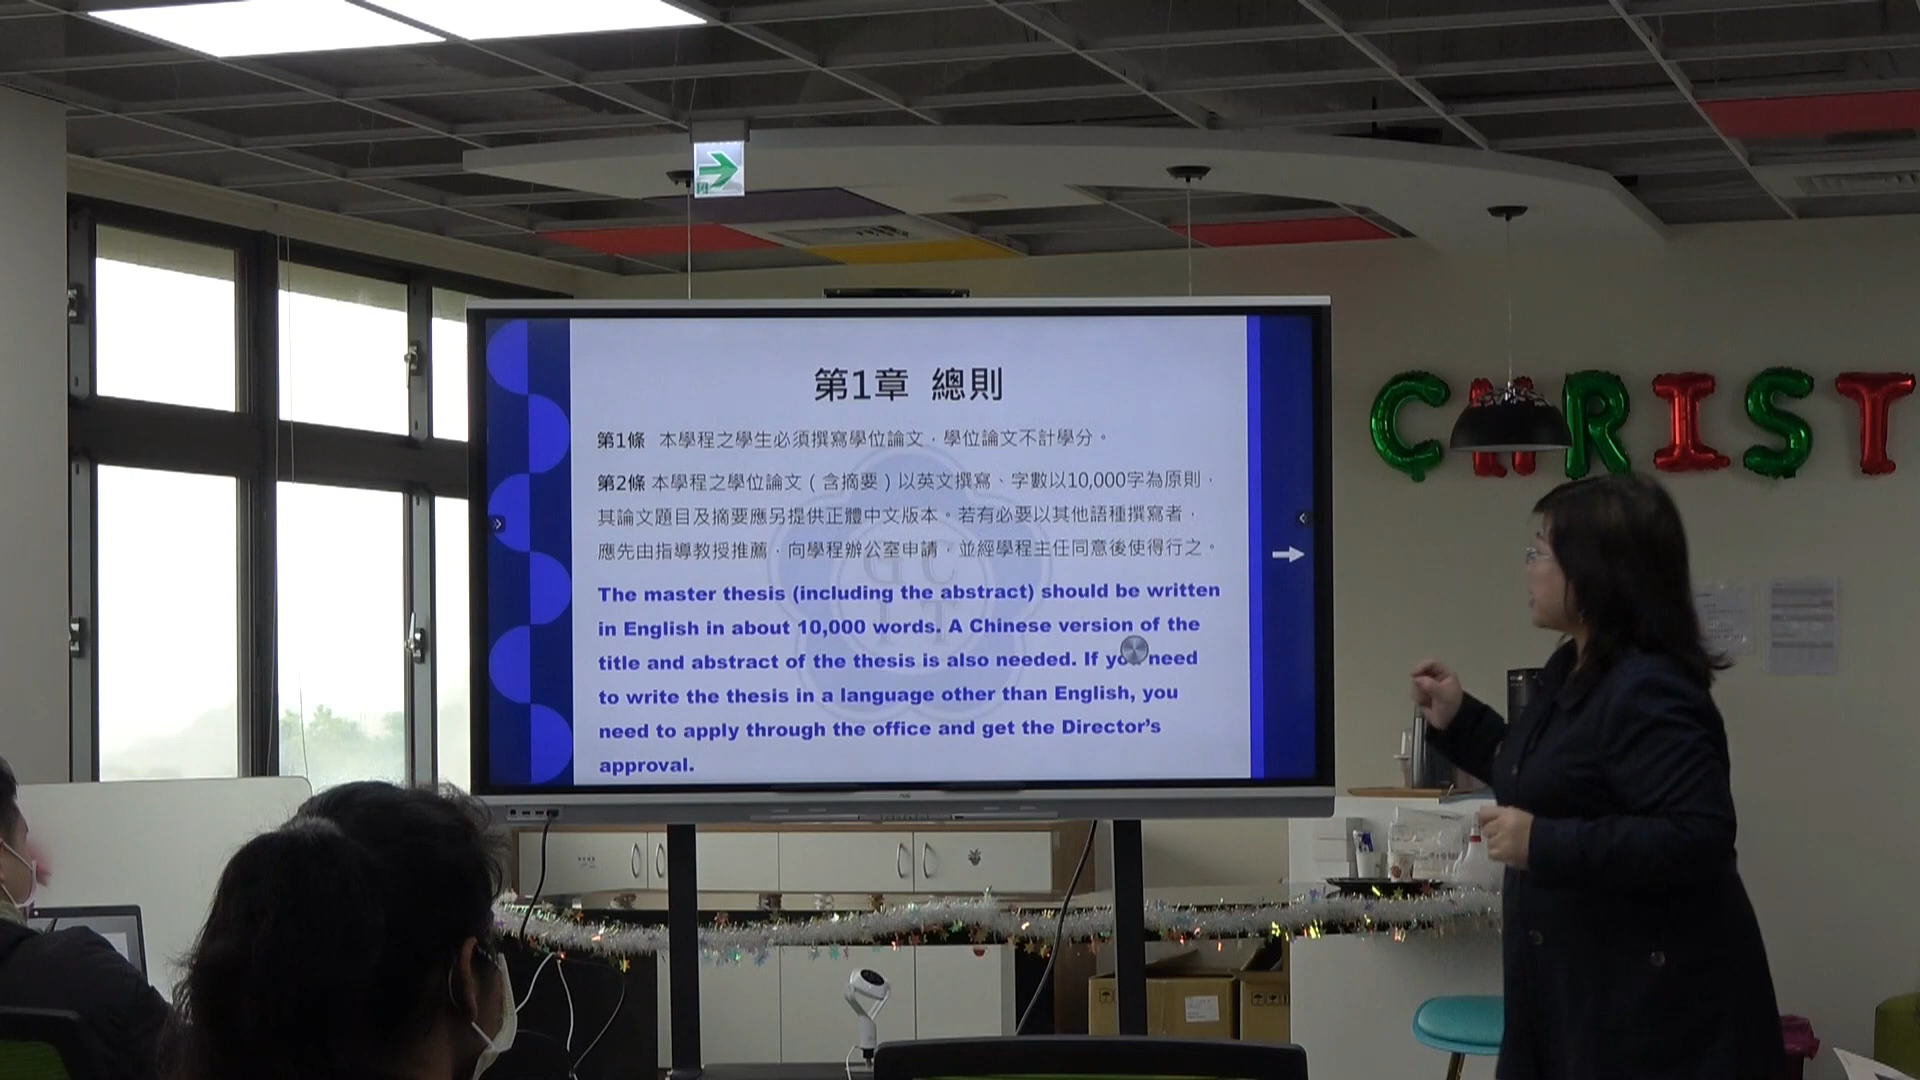 第1章 總則
第1條 本學程之學生必須撰寫學位論文，學位論文不計學分。
第2條 本學程之學位論文（含摘要）以英文撰寫、字數以10,000字為原則，
其論文題目及摘要應另提供正體中文版本。若有必要以其他語種撰寫者，
應先由指導教授推薦，向學程辦公室申請，並經學程主任同意後使得行之。
The master thesis (including the abstract) should be written
in English in about 10,000 words. A Chinese version of the
title and abstract of the thesis is also needed. If you need
to write the thesis in a language other than English, you
need to apply through the office and get the Director's
approval.
GC
IT
CHRIST